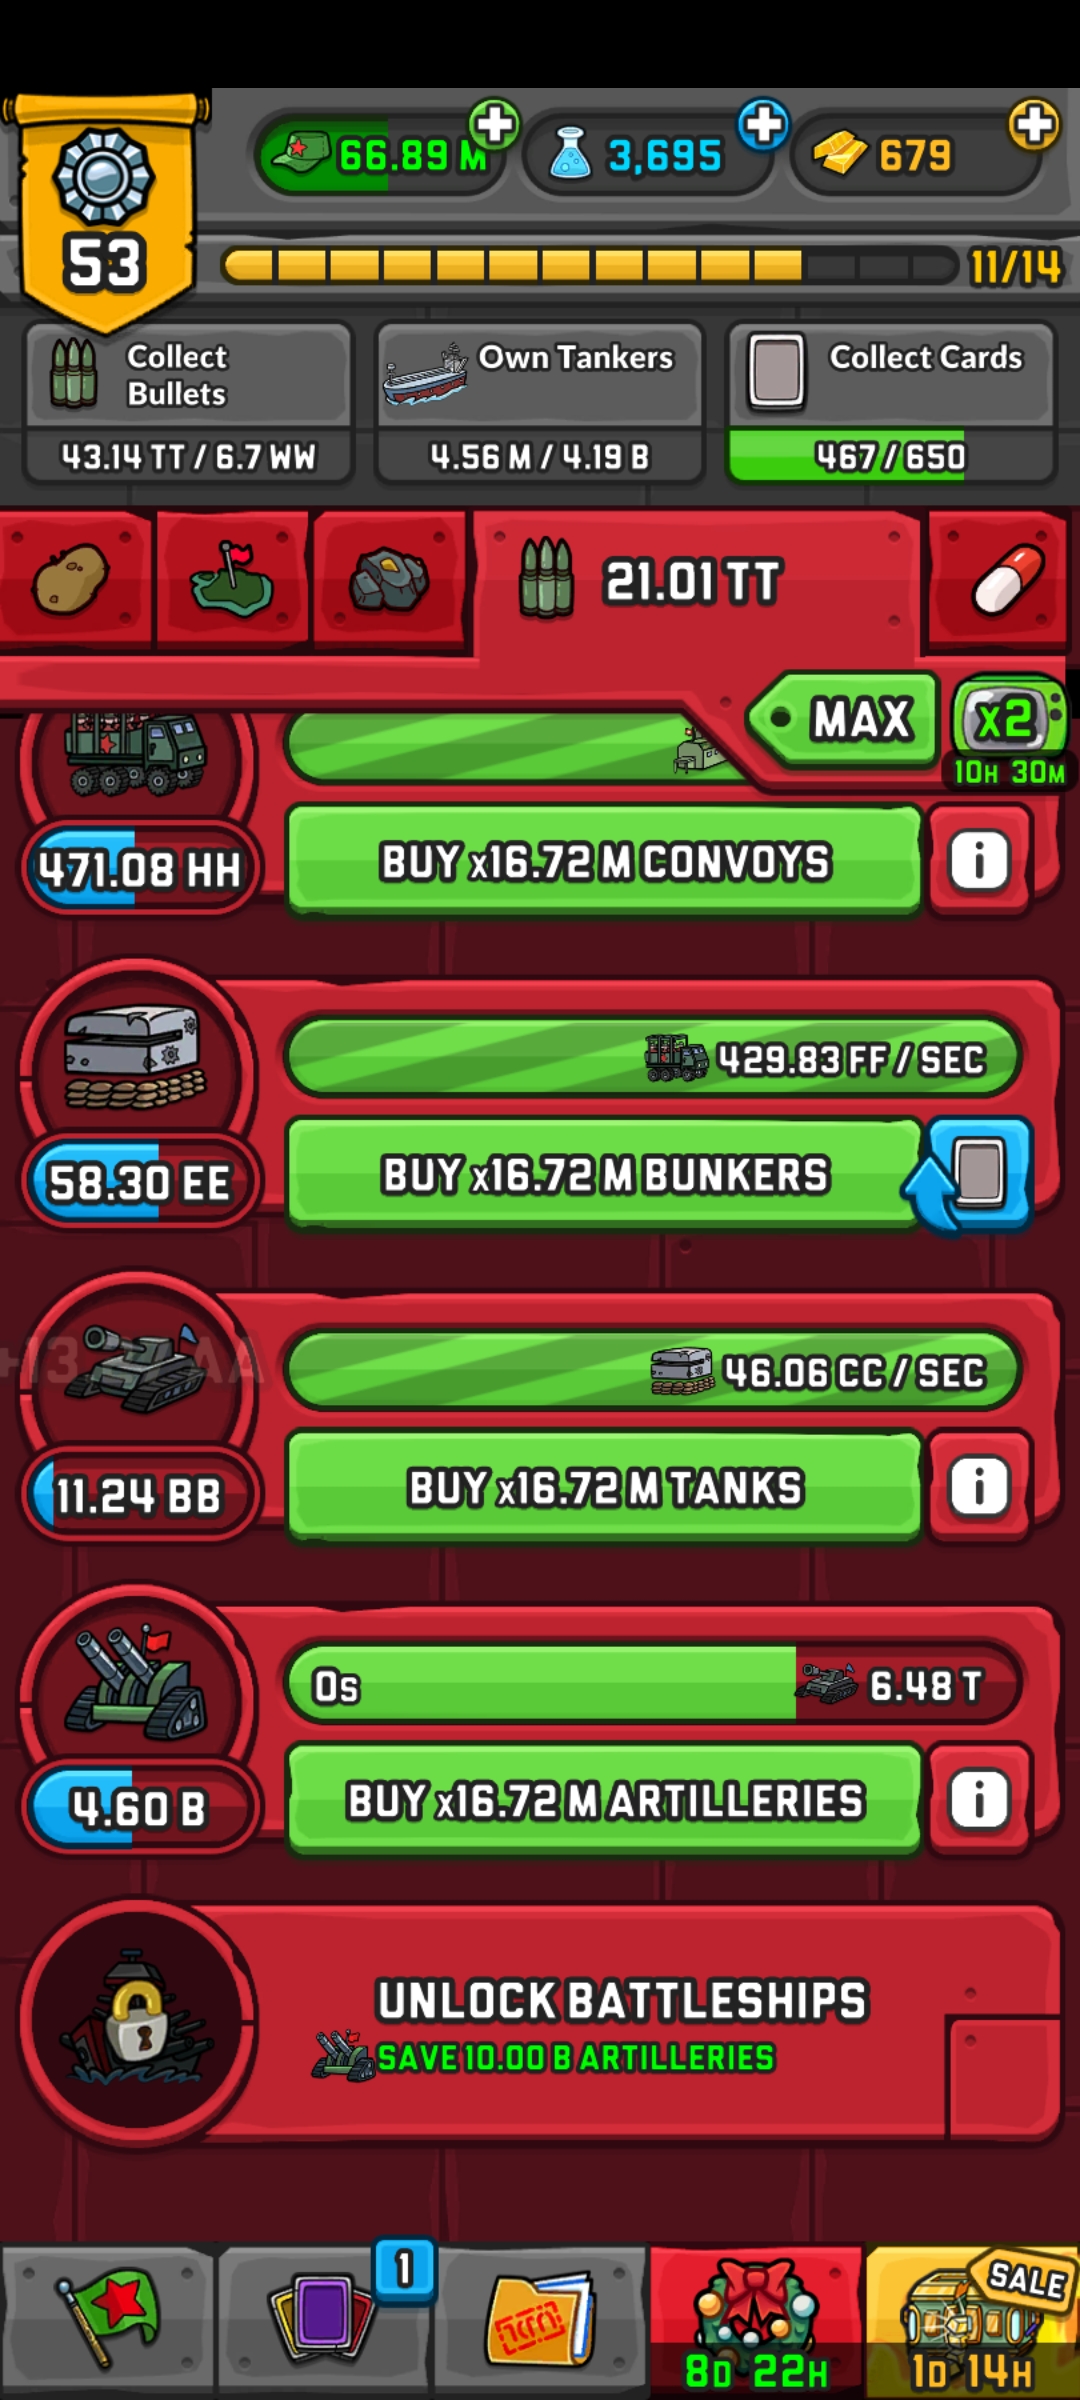 66.89 M
3,695
679
53
11/14
Collect
Bullets
43.14 TT / 6.7 WW
Own Tankers
4.56 M / 4.19 B
Collect Cards
467 / 650
21.01 TT
MAX
x2
10H 30M
471.08 HH
BUY x16.72 M CONVOYS
i
429.83 FF / SEC
58.30 EE
BUY x16.72 M BUNKERS
46.06 CC / SEC
11.24 BB
BUY x16.72 M TANKS
i
0s
6.48 T
4.60 B
BUY x16.72 M ARTILLERIES
i
UNLOCK BATTLESHIPS
SAVE 10.00 B ARTILLERIES
1
8D 22H
SALE
1D 14H